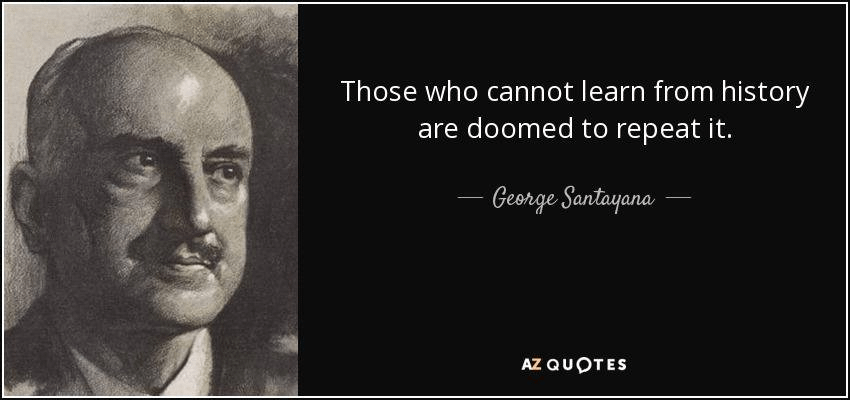 Those who cannot learn from history
are doomed to repeat it.
George Santayana
AZ QUOTES